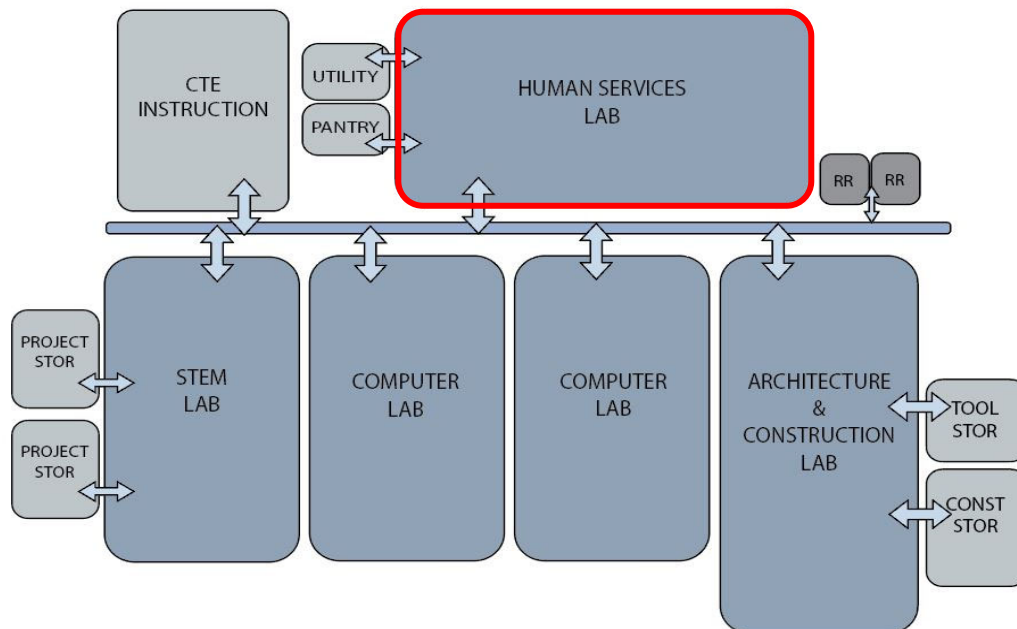 CTE
INSTRUCTION
UTILITY
PANTRY
HUMAN SERVICES
LAB
RR
RR
PROJECT
STOR
PROJECT
STOR
STEM
LAB
COMPUTER
LAB
COMPUTER
LAB
ARCHITECTURE
&
CONSTRUCTION
LAB
TOOL
STOR
CONST
STOR